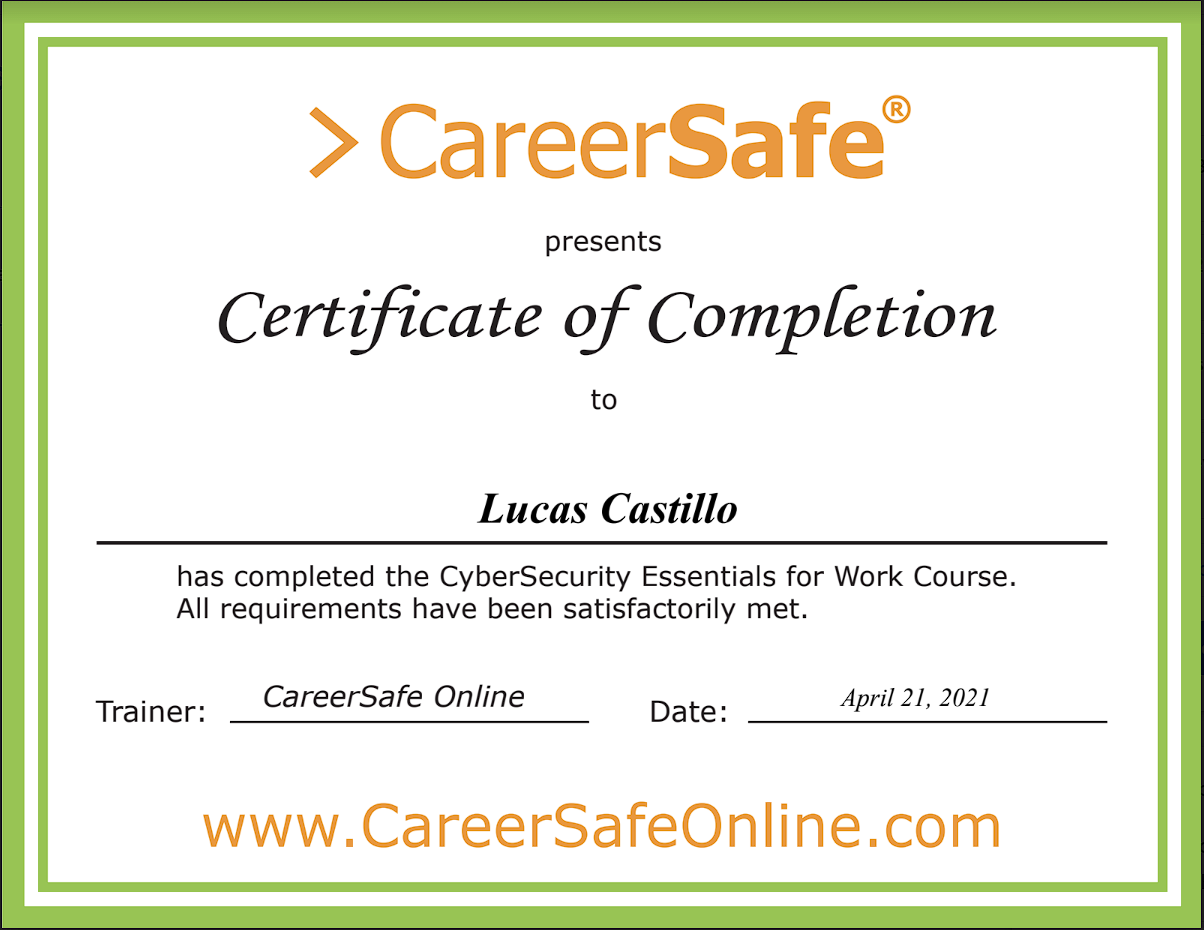 > CareerSafe®
presents
Certificate of Completion
to
Lucas Castillo
has completed the CyberSecurity Essentials for Work Course.
All requirements have been satisfactorily met.
Trainer: CareerSafe Online Date: April 21, 2021
www.CareerSafeOnline.com